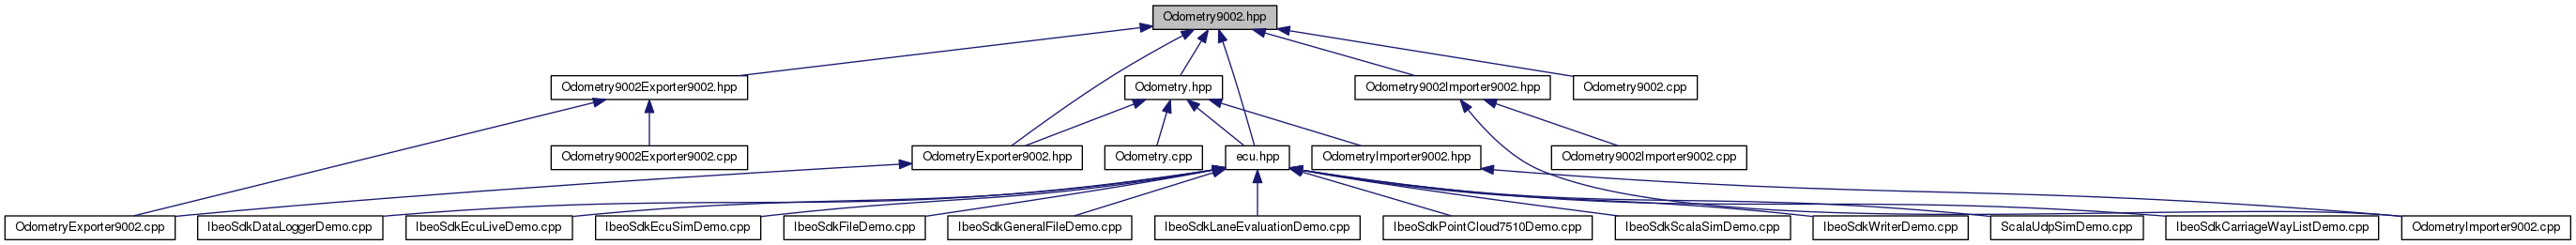 Odometry9002.hpp
Odometry9002Exporter9002.hpp
Odometry.hpp
Odometry9002Importer9002.hpp
Odometry9002.cpp
Odometry9002Exporter9002.cpp
OdometryExporter9002.hpp
Odometry.cpp
ecu.hpp
OdometryImporter9002.hpp
Odometry9002Importer9002.cpp
OdometryExporter9002.cpp
IbeoSdkDataLoggerDemo.cpp
IbeoSdkEcuLiveDemo.cpp
IbeoSdkEcuSimDemo.cpp
IbeoSdkFileDemo.cpp
IbeoSdkGeneralFileDemo.cpp
IbeoSdkLaneEvaluationDemo.cpp
IbeoSdkPointCloud7510Demo.cpp
IbeoSdkScalaSimDemo.cpp
IbeoSdkWriterDemo.cpp
ScalaUdpSimDemo.cpp
IbeoSdkCarriageWayListDemo.cpp
OdometryImporter9002.cpp